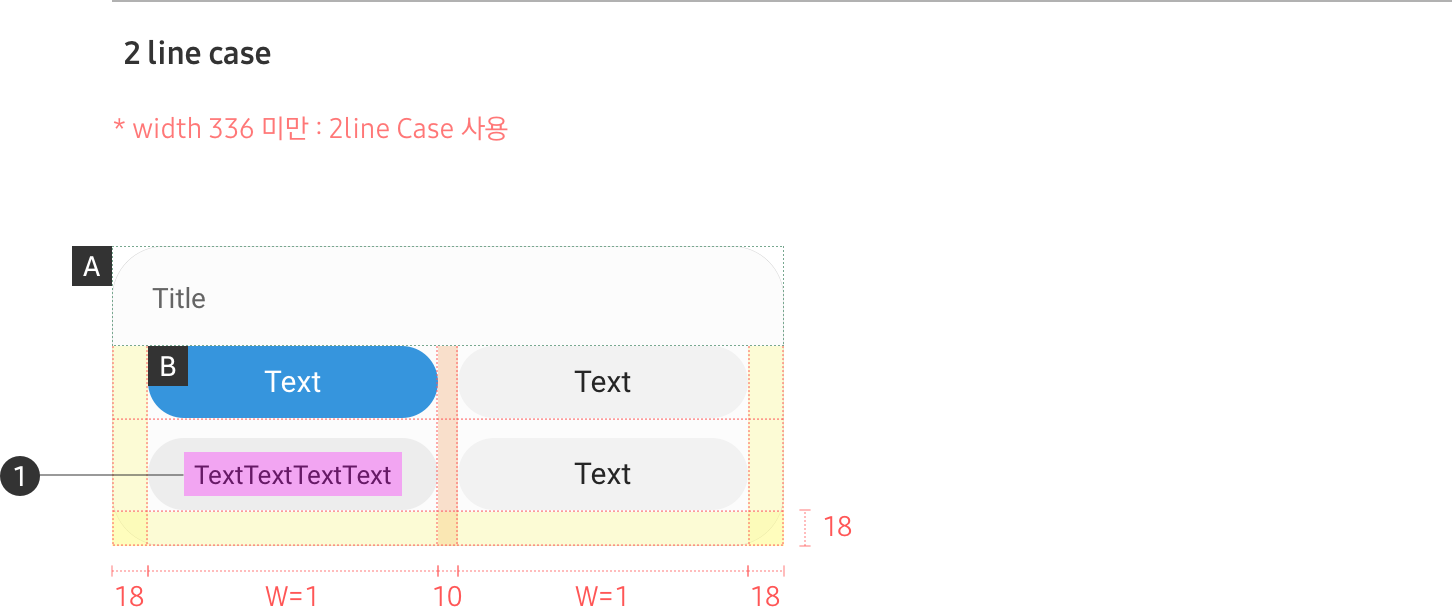 2 line case
* width 336 미만 : 2line Case 사용
A
Title
B
Text
Text
1
TextTextTextText
Text
18
18
W=1
10
W=1
18